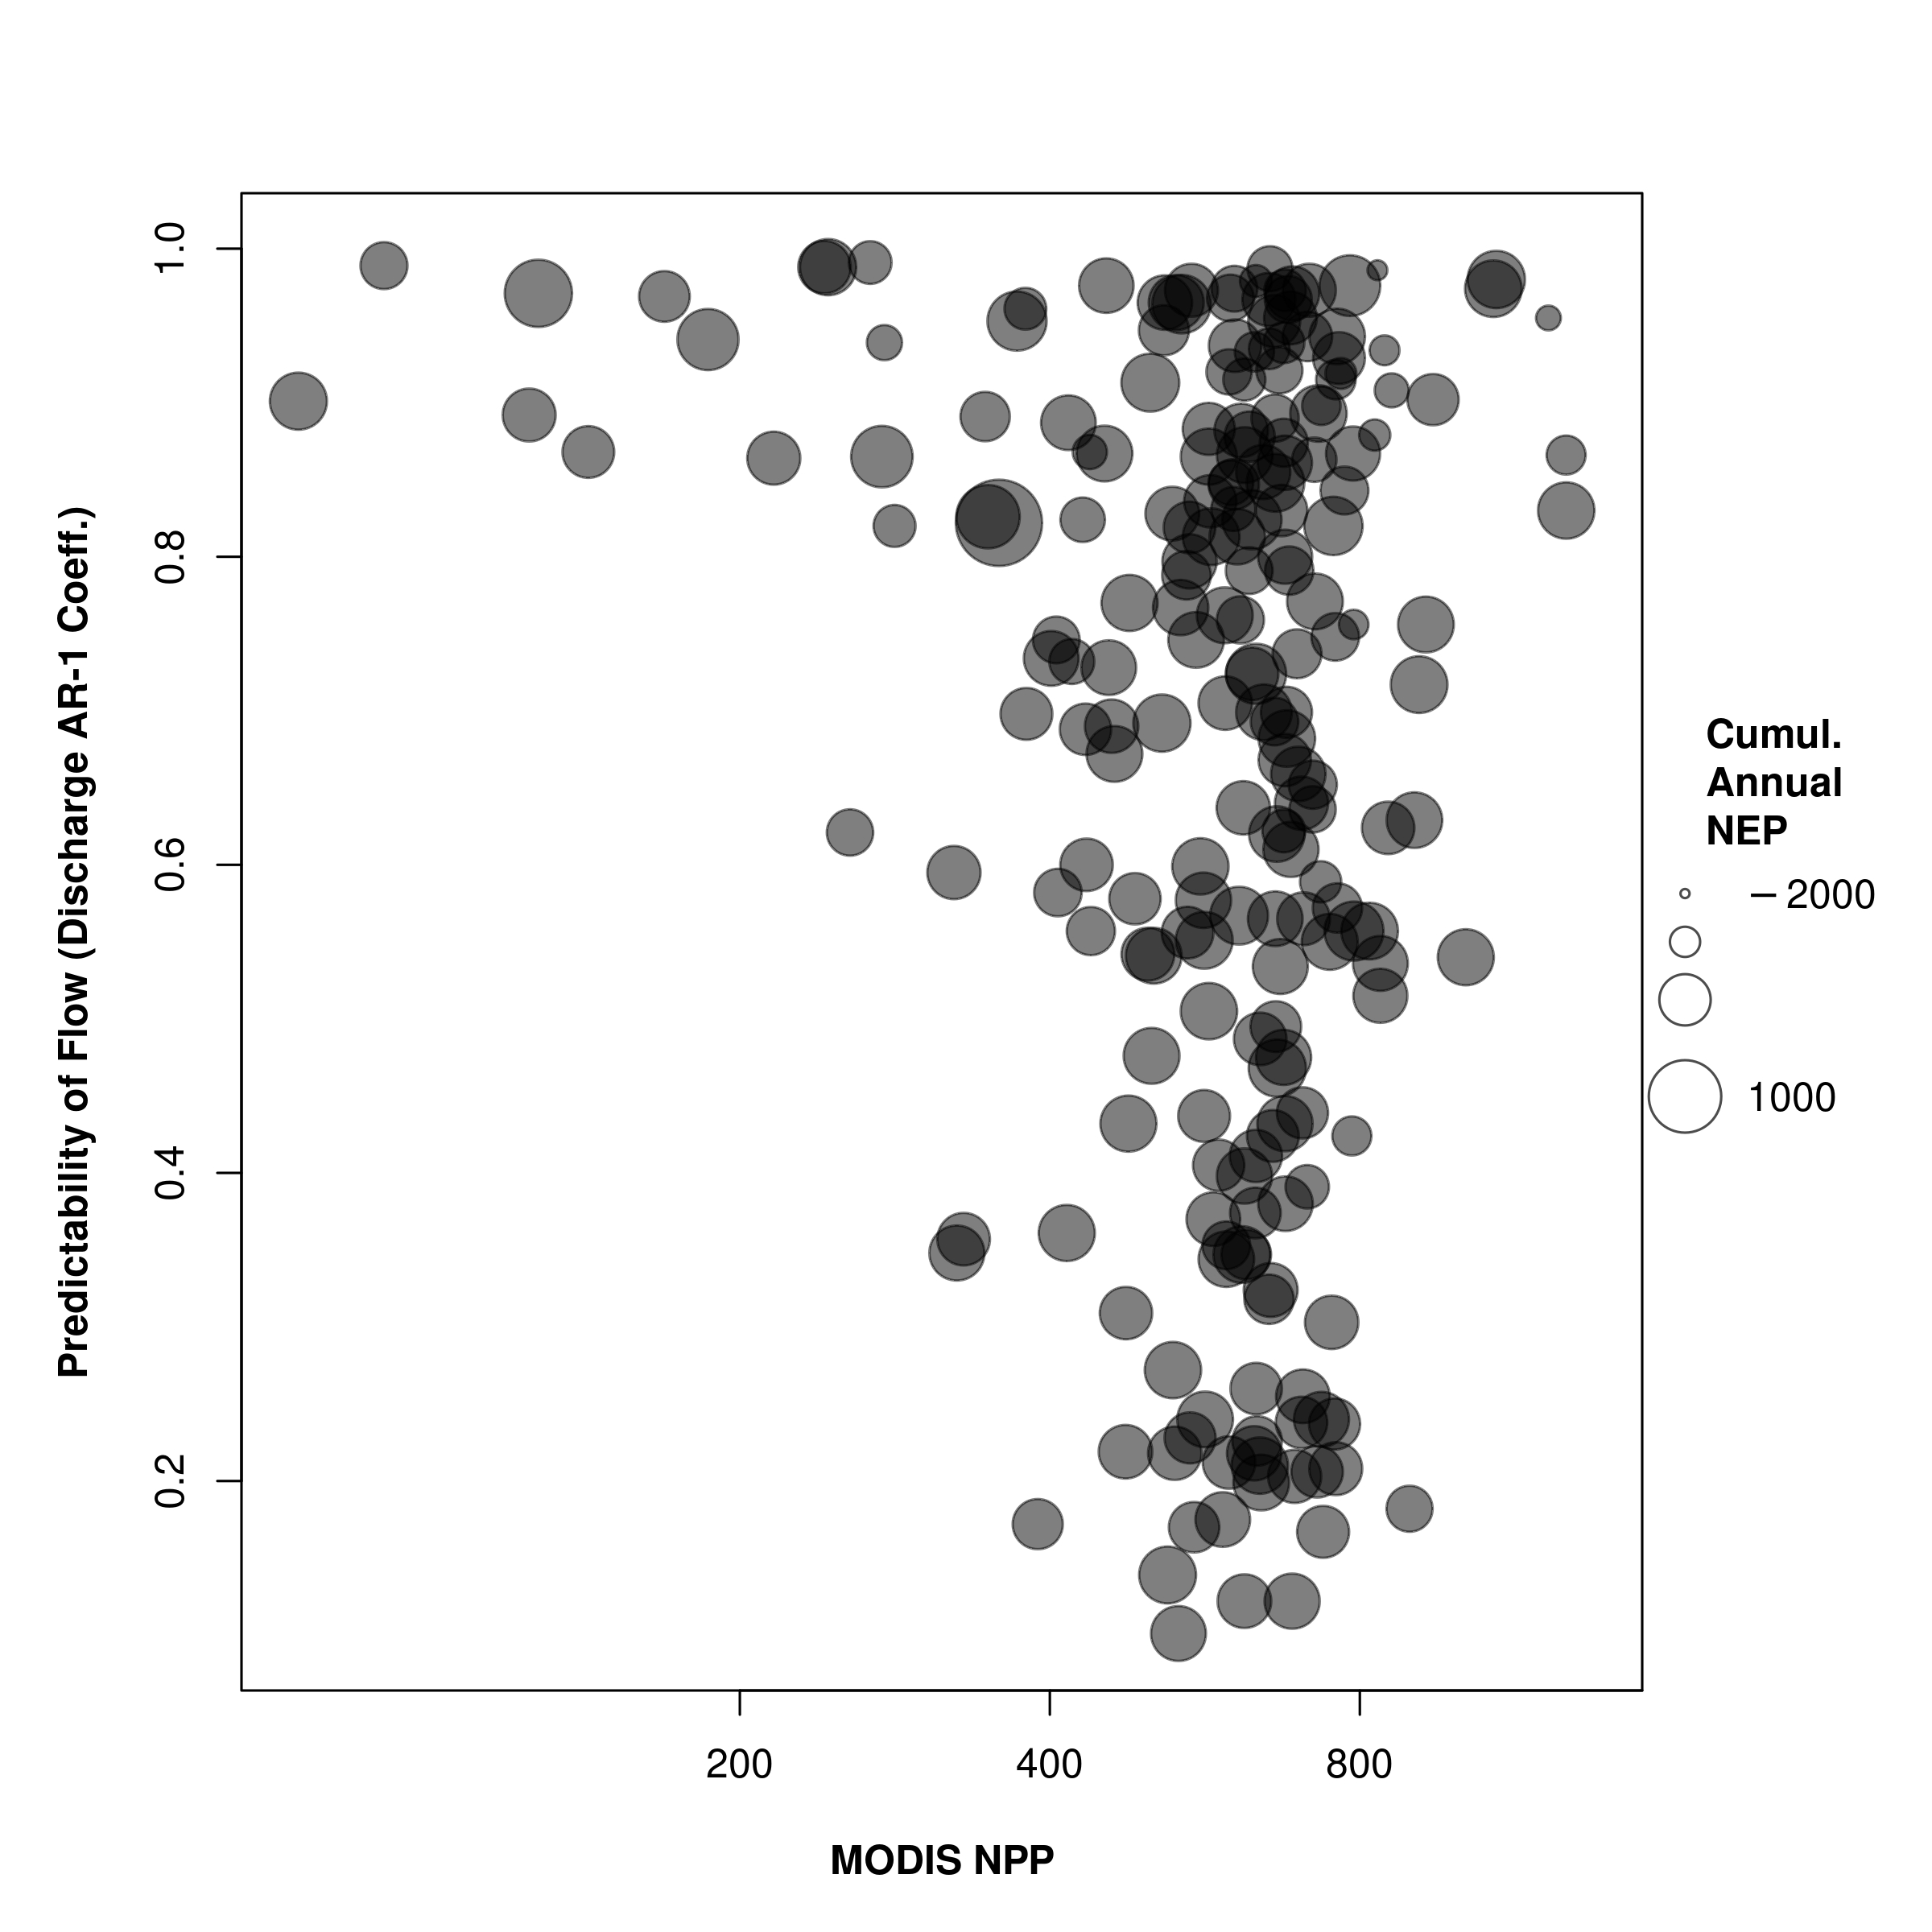 Predictability of Flow (Discharge AR-1 Coeff.)
1.0
0.8
0.6
0.4
0.2
200
400
800
MODIS NPP
Cumul.
Annual
NEP
−2000
1000